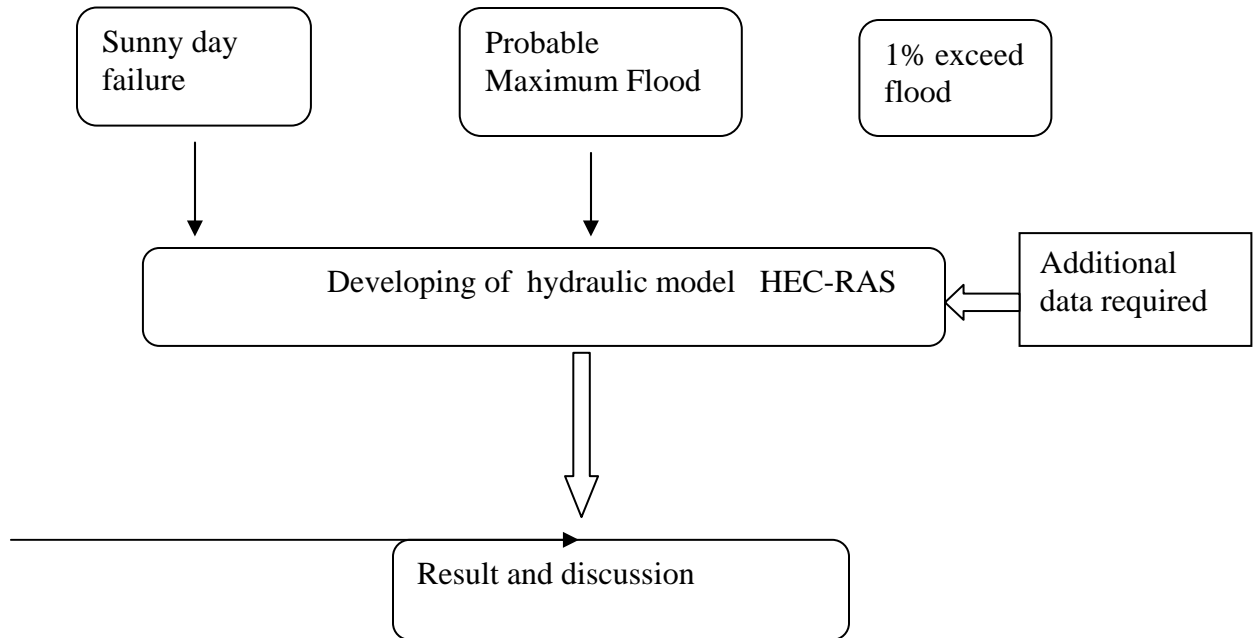 Sunny day
failure
Probable
Maximum Flood
1% exceed
flood
Developing of hydraulic model HEC-RAS
Additional
data required
Result and discussion